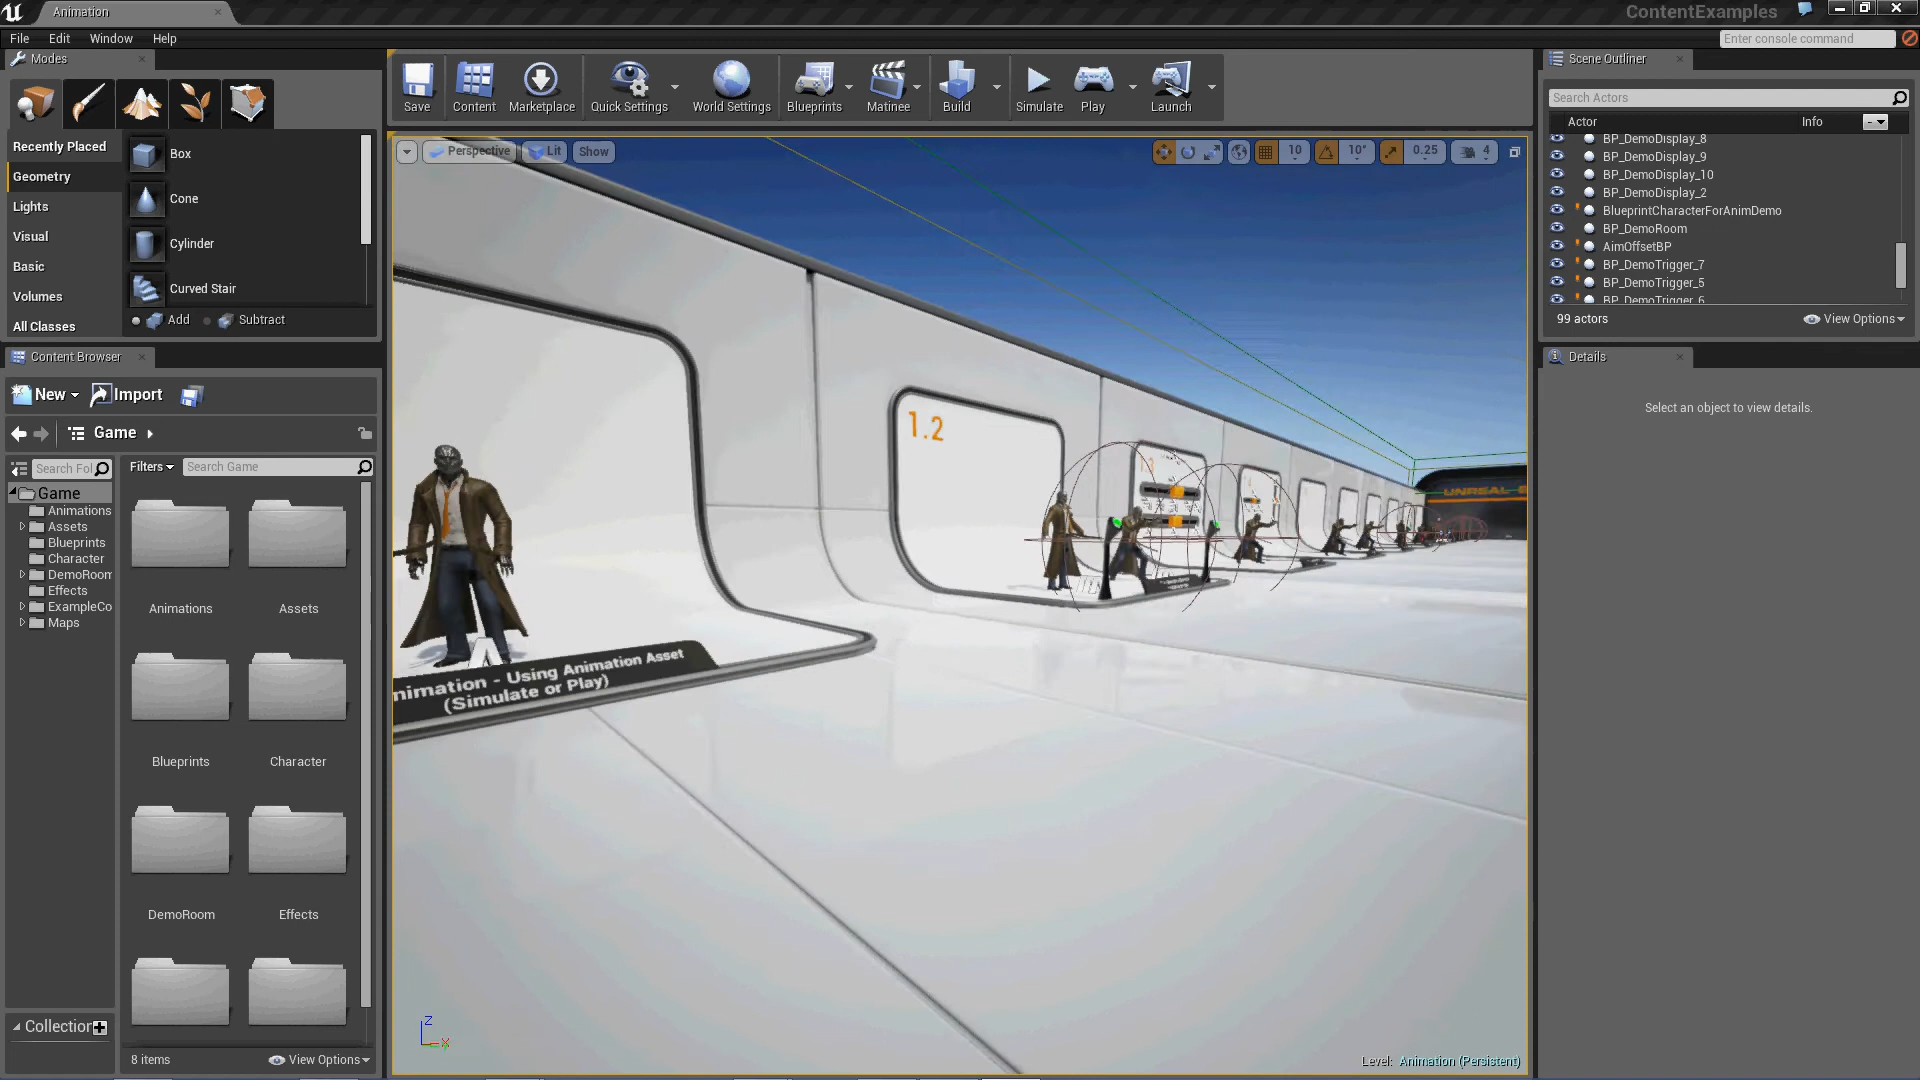 Animation
ContentExamples
File Edit Window Help
Enter console command
Modes
Save
Content
Marketplace
Quick Settings
World Settings
Blueprints
Matinee
Build
Simulate
Play
Launch
Scene Outliner
Search Actors
Actor Info
BP_DemoDisplay_8
BP_DemoDisplay_9
BP_DemoDisplay_10
BP_DemoDisplay_2
BlueprintCharacterForAnimDemo
BP_DemoRoom
AimOffsetBP
BP_DemoTrigger_7
BP_DemoTrigger_5
BP_DemoTrigger_6
99 actors
View Options
Recently Placed
Geometry
Lights
Visual
Basic
Volumes
All Classes
Box
Cone
Cylinder
Curved Stair
Add Subtract
Perspective Lit Show
10 10° 0.25 4
1.2
nimation - Using Animation Asset
(Simulate or Play)
UNREAL
Content Browser
New Import
Game
Search Fol
Filters
Search Game
Game
Animations
Assets
Blueprints
Character
DemoRoom
Effects
ExampleCo
Maps
Animations
Assets
Blueprints
Character
DemoRoom
Effects
Collection
8 items
View Options
Z
X
Level: Animation (Persistent)
Details
Select an object to view details.